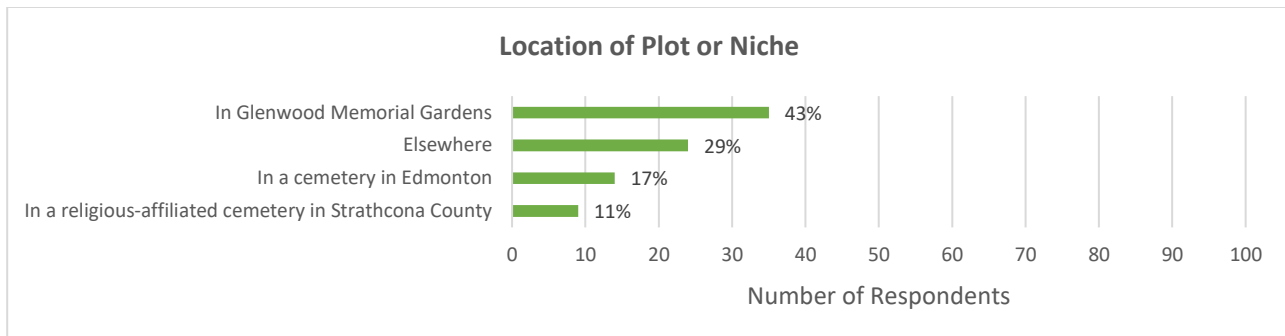 Location of Plot or Niche
In Glenwood Memorial Gardens 43%
Elsewhere 29%
In a cemetery in Edmonton 17%
In a religious-affiliated cemetery in Strathcona County 11%
0 10 20 30 40 50 60 70 80 90 100
Number of Respondents